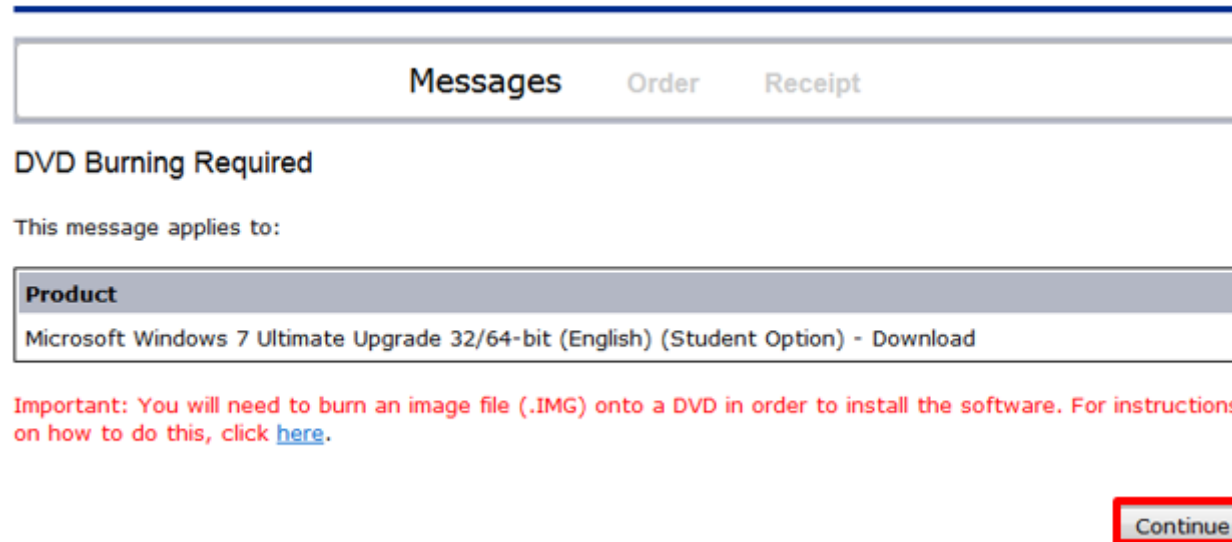 Messages Order Receipt
DVD Burning Required
This message applies to:
Product
Microsoft Windows 7 Ultimate Upgrade 32/64-bit (English) (Student Option) - Download
Important: You will need to burn an image file (.IMG) onto a DVD in order to install the software. For instructions
on how to do this, click here.
Continue